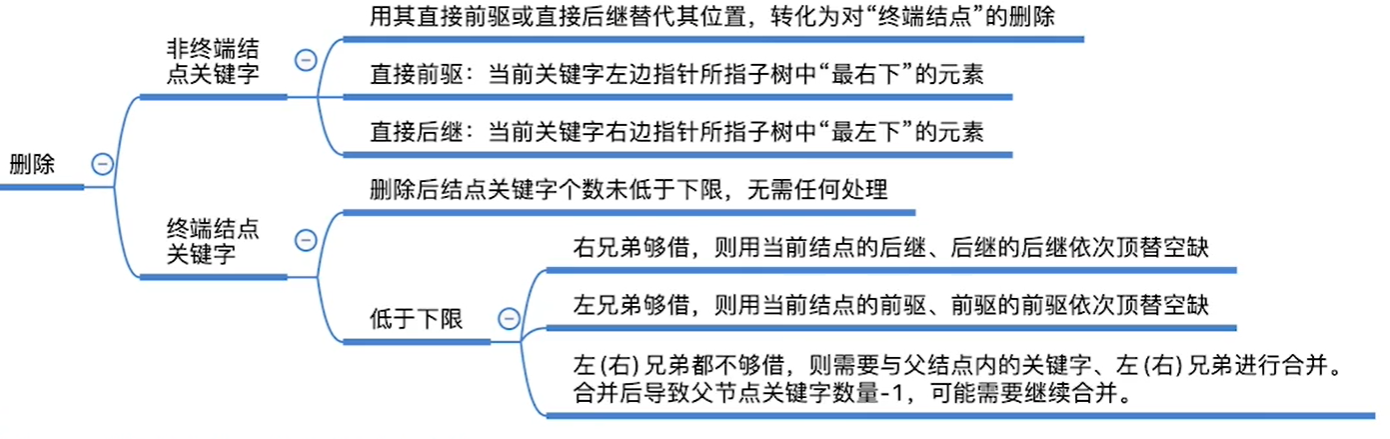 删除
非终端结
点关键字
用其直接前驱或直接后继替代其位置，转化为对“终端结点”的删除
直接前驱：当前关键字左边指针所指子树中“最右下”的元素
直接后继：当前关键字右边指针所指子树中“最左下”的元素
终端结点
关键字
删除后结点关键字个数未低于下限，无需任何处理
低于下限
右兄弟够借，则用当前结点的后继、后继的后继依次顶替空缺
左兄弟够借，则用当前结点的前驱、前驱的前驱依次顶替空缺
左(右)兄弟都不够借，则需要与父结点内的关键字、左(右)兄弟进行合并。
合并后导致父节点关键字数量-1，可能需要继续合并。